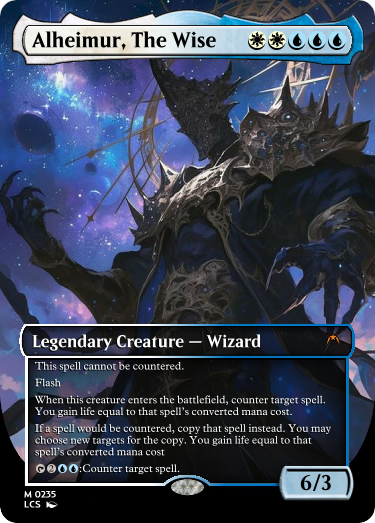 Alheimur, The Wise
Legendary Creature — Wizard
This spell cannot be countered.
Flash
When this creature enters the battlefield, counter target spell.
You gain life equal to that spell's converted mana cost.
If a spell would be countered, copy that spell instead. You may
choose new targets for the copy. You gain life equal to that
spell's converted mana cost
2:Counter target spell.
6/3
M 0235
LCS